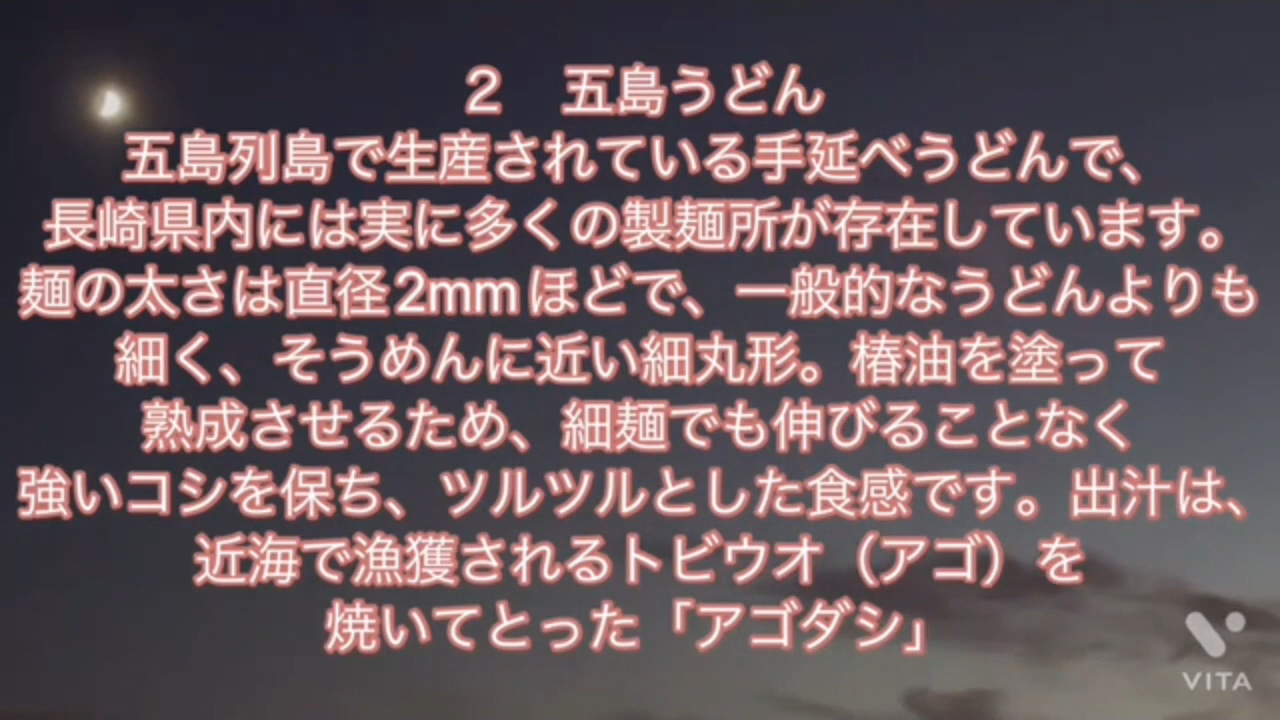 ２　五島うどん
五島列島で生産されている手延べうどんで、
長崎県内には実に多くの製麺所が存在しています。
麺の太さは直径2mmほどで、一般的なうどんよりも
細く、そうめんに近い細丸形。椿油を塗って
熟成させるため、細麺でも伸びることなく
強いコシを保ち、ツルツルとした食感です。出汁は、
近海で漁獲されるトビウオ（アゴ）を
焼いてとった「アゴダシ」
VITA